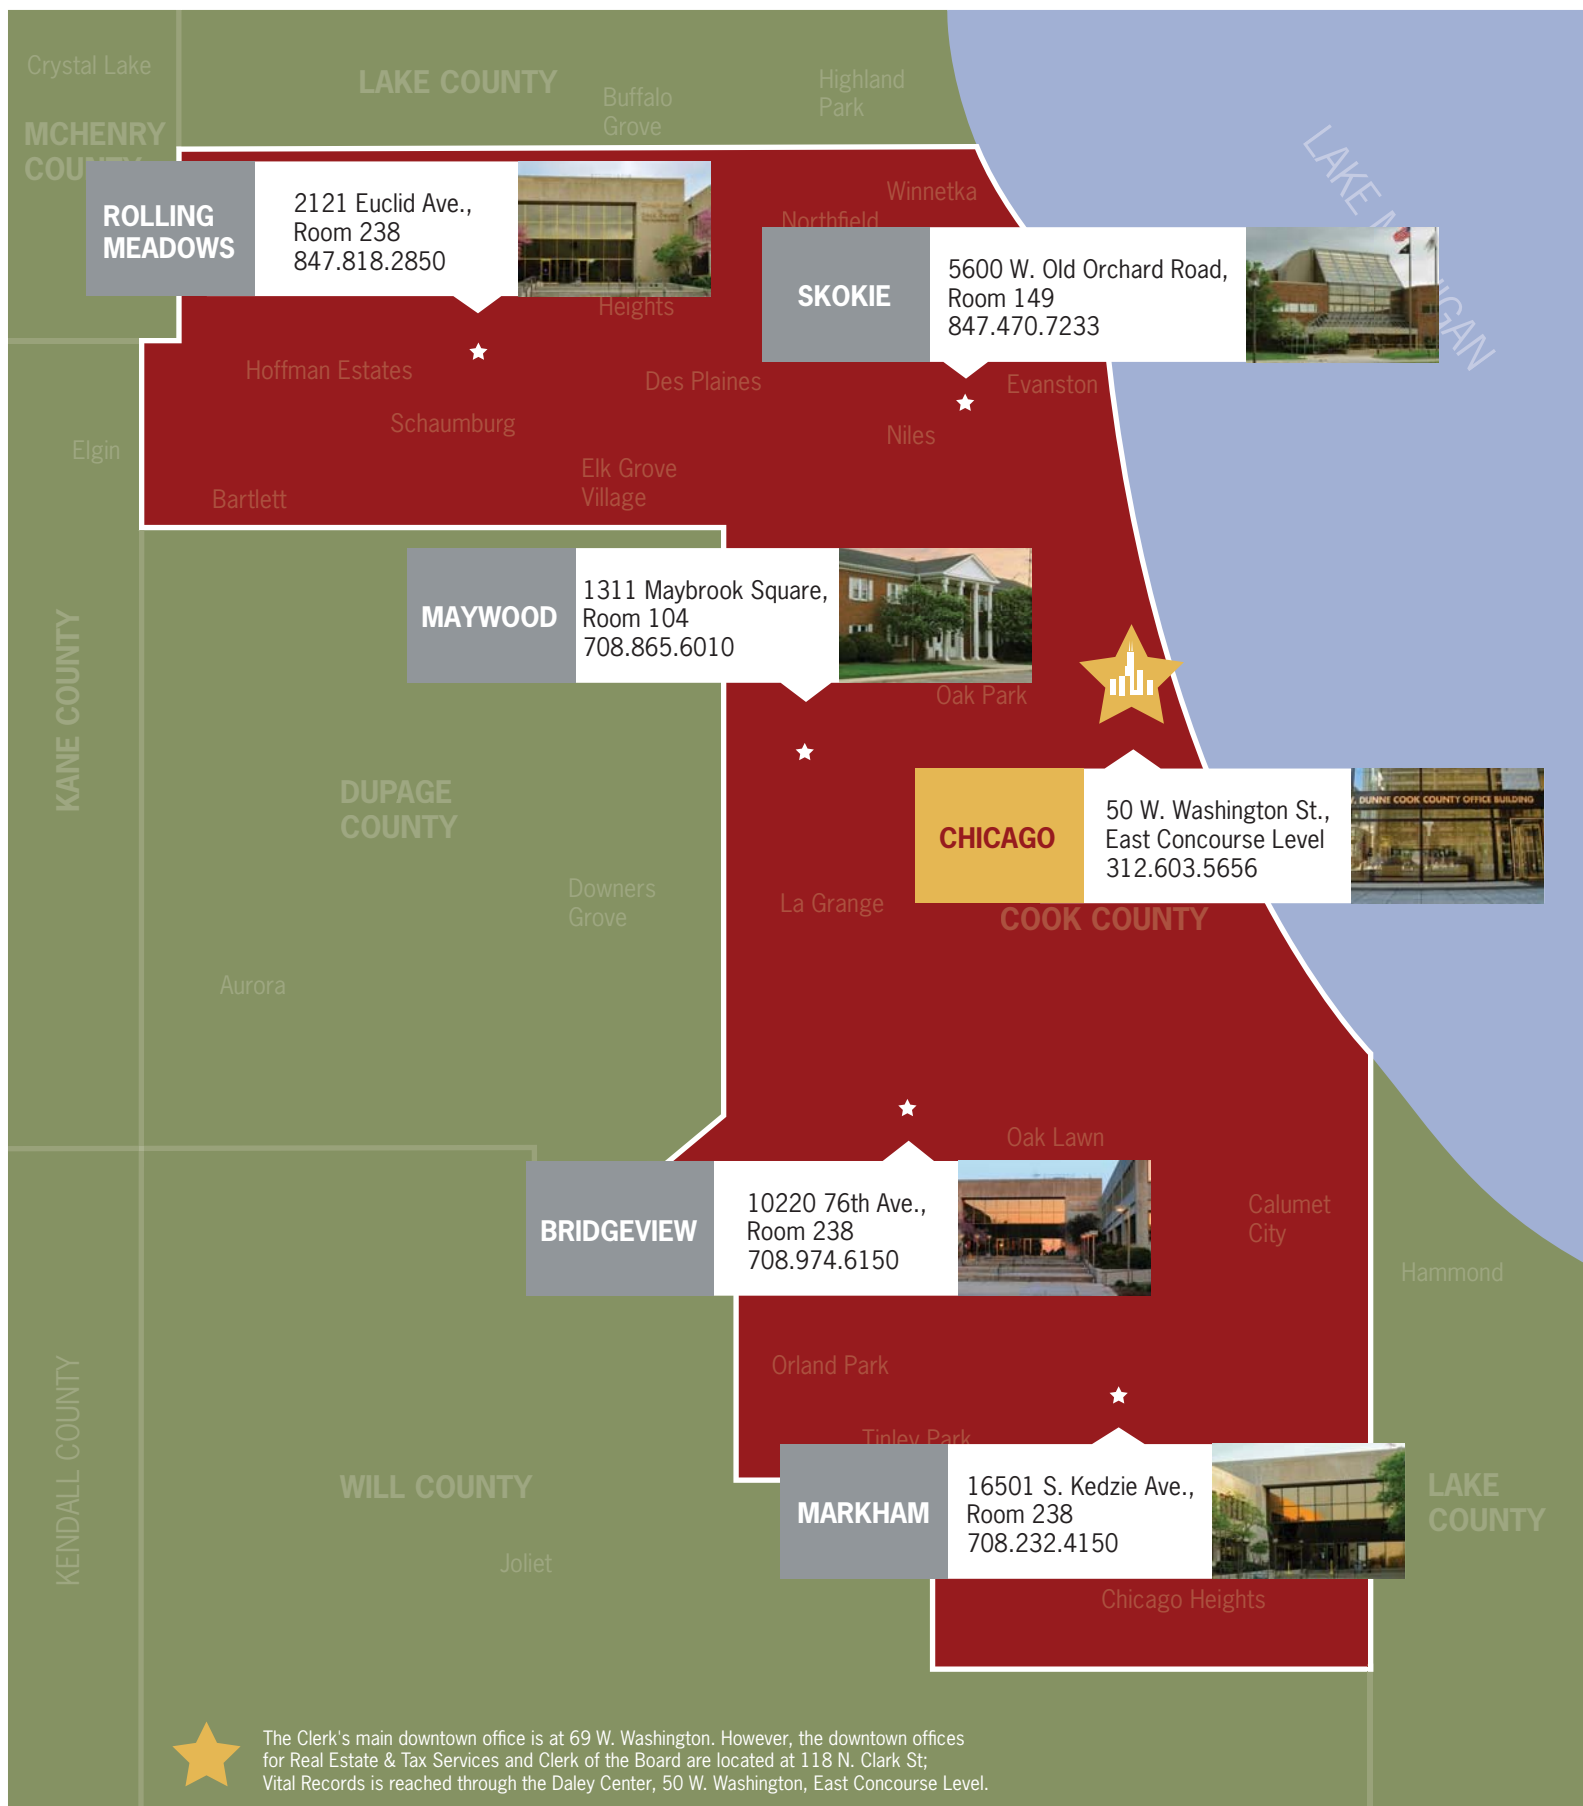 Crystal Lake
LAKE COUNTY
Buffalo
Grove
Highland
Park
MCHENRY
COUNTY
LAKE MICHIGAN
Winnetka
Northfield
ROLLING
MEADOWS
2121 Euclid Ave.,
Room 238
847.818.2850
Heights
SKOKIE
5600 W. Old Orchard Road,
Room 149
847.470.7233
Hoffman Estates
Des Plaines
Evanston
Schaumburg
Niles
Elgin
Elk Grove
Village
Bartlett
MAYWOOD
1311 Maybrook Square,
Room 104
708.865.6010
KANE COUNTY
Oak Park
DUPAGE
COUNTY
CHICAGO
50 W. Washington St.,
East Concourse Level
312.603.5656
. DUNNE COOK COUNTY OFFICE BUILDING
Downers
Grove
La Grange
COOK COUNTY
Aurora
Oak Lawn
BRIDGEVIEW
10220 76th Ave.,
Room 238
708.974.6150
Calumet
City
Hammond
Orland Park
KENDALL COUNTY
Tinley Park
WILL COUNTY
MARKHAM
16501 S. Kedzie Ave.,
Room 238
708.232.4150
LAKE
COUNTY
Joliet
Chicago Heights
The Clerk's main downtown office is at 69 W. Washington. However, the downtown offices
for Real Estate & Tax Services and Clerk of the Board are located at 118 N. Clark St;
Vital Records is reached through the Daley Center, 50 W. Washington, East Concourse Level.